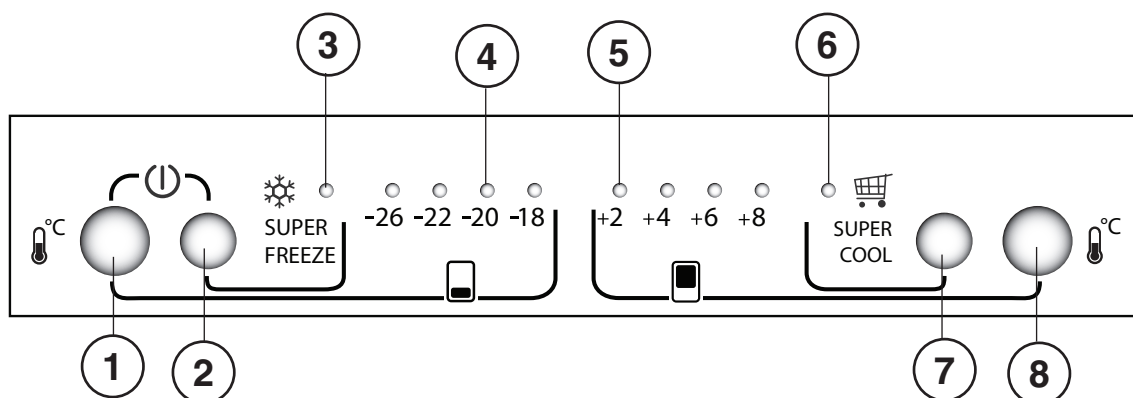 3 4 5 6
°C SUPER -26 -22 -20 -18 +2 +4 +6 +8 SUPER °C
FREEZE COOL
1 2 7 8